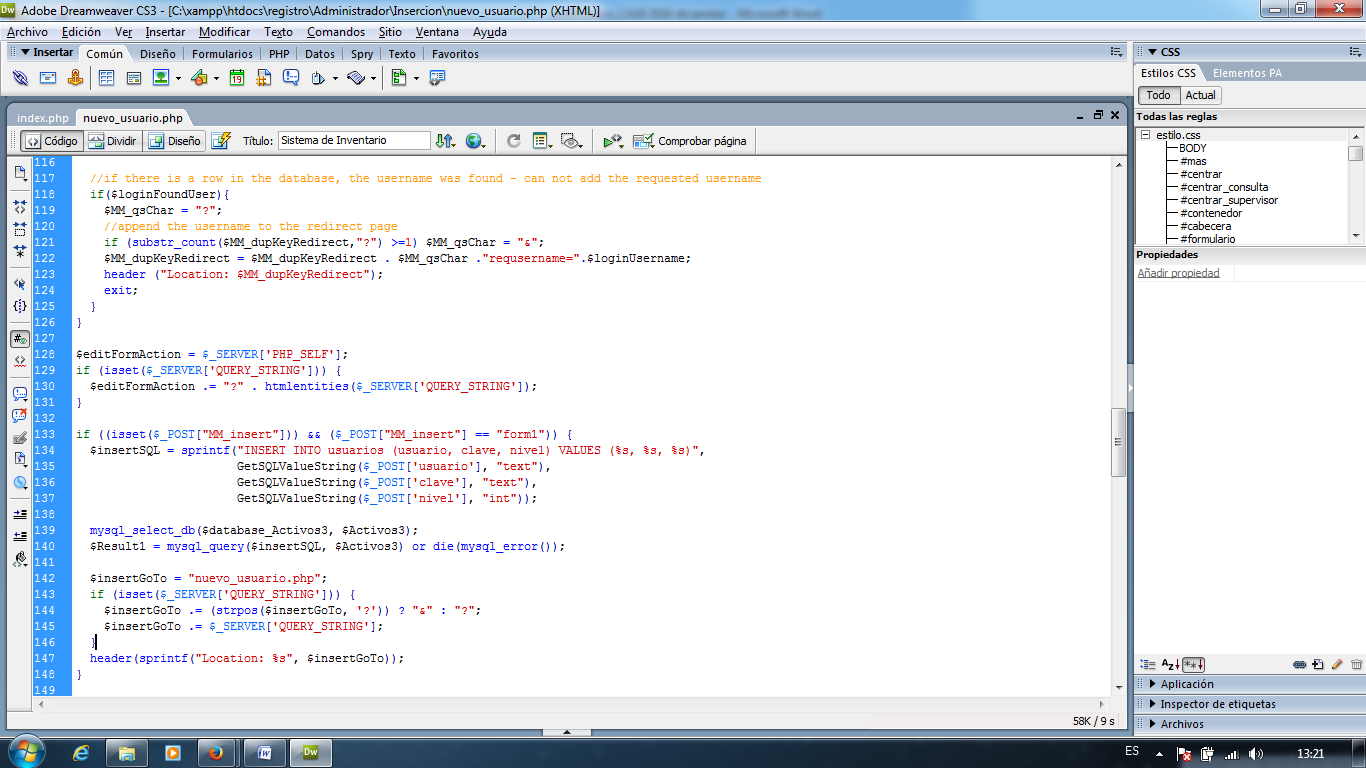 Adobe Dreamweaver CS3 - [C:\xampp\htdocs\registro\Administrador\Insercion\nuevo_usuario.php (XHTML)]
Archivo Edición Ver Insertar Modificar Texto Comandos Sitio Ventana Ayuda
Insertar Común Diseño Formularios PHP Datos Spry Texto Favoritos
index.php nuevo_usuario.php
Código Dividir Diseño Título: Sistema de Inventario Comprobar página
116
117 //if there is a row in the database, the username was found - can not add the requested username
118 if($loginFoundUser){
119 $MM_qsChar = "?";
120 //append the username to the redirect page
121 if (substr_count($MM_dupKeyRedirect,"?") >=1) $MM_qsChar = "&";
122 $MM_dupKeyRedirect = $MM_dupKeyRedirect . $MM_qsChar ."requsername=".$loginUsername;
123 header ("Location: $MM_dupKeyRedirect");
124 exit;
125 }
126 }
127
128 $editFormAction = $_SERVER['PHP_SELF'];
129 if (isset($_SERVER['QUERY_STRING'])) {
130 $editFormAction .= "?" . htmlentities($_SERVER['QUERY_STRING']);
131 }
132
133 if ((isset($_POST["MM_insert"])) && ($_POST["MM_insert"] == "form1")) {
134 $insertSQL = sprintf("INSERT INTO usuarios (usuario, clave, nivel) VALUES (%s, %s, %s)",
135 GetSQLValueString($_POST['usuario'], "text"),
136 GetSQLValueString($_POST['clave'], "text"),
137 GetSQLValueString($_POST['nivel'], "int"));
138
139 mysql_select_db($database_Activos3, $Activos3);
140 $Result1 = mysql_query($insertSQL, $Activos3) or die(mysql_error());
141
142 $insertGoTo = "nuevo_usuario.php";
143 if (isset($_SERVER['QUERY_STRING'])) {
144 $insertGoTo .= (strpos($insertGoTo, '?')) ? "&" : "?";
145 $insertGoTo .= $_SERVER['QUERY_STRING'];
146 }
147 header(sprintf("Location: %s", $insertGoTo));
148 }
149
58K / 9 s
CSS
Estilos CSS Elementos PA
Todo Actual
Todas las reglas
estilo.css
BODY
#mas
#centrar
#centrar_consulta
#centrar_supervisor
#contenedor
#cabecera
#formulario
Propiedades
Añadir propiedad
Aplicación
Inspector de etiquetas
Archivos
ES 13:21